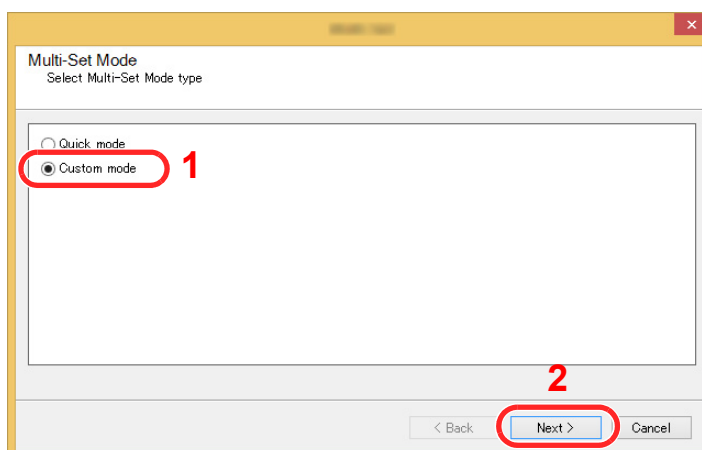 Multi-Set Mode
Select Multi-Set Mode type
Quick mode
Custom mode 1
2
< Back Next > Cancel